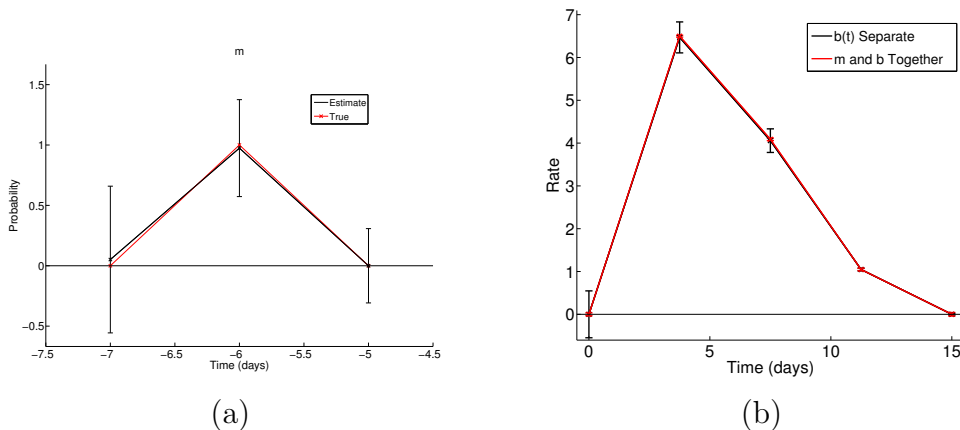 m
1.5
1
0.5
0
−0.5
Probability
Estimate
True
−7.5 −7 −6.5 −6 −5.5 −5 −4.5
Time (days)
(a)
7
6
5
4
3
2
1
0
Rate
b(t) Separate
m and b Together
0 5 10 15
Time (days)
(b)